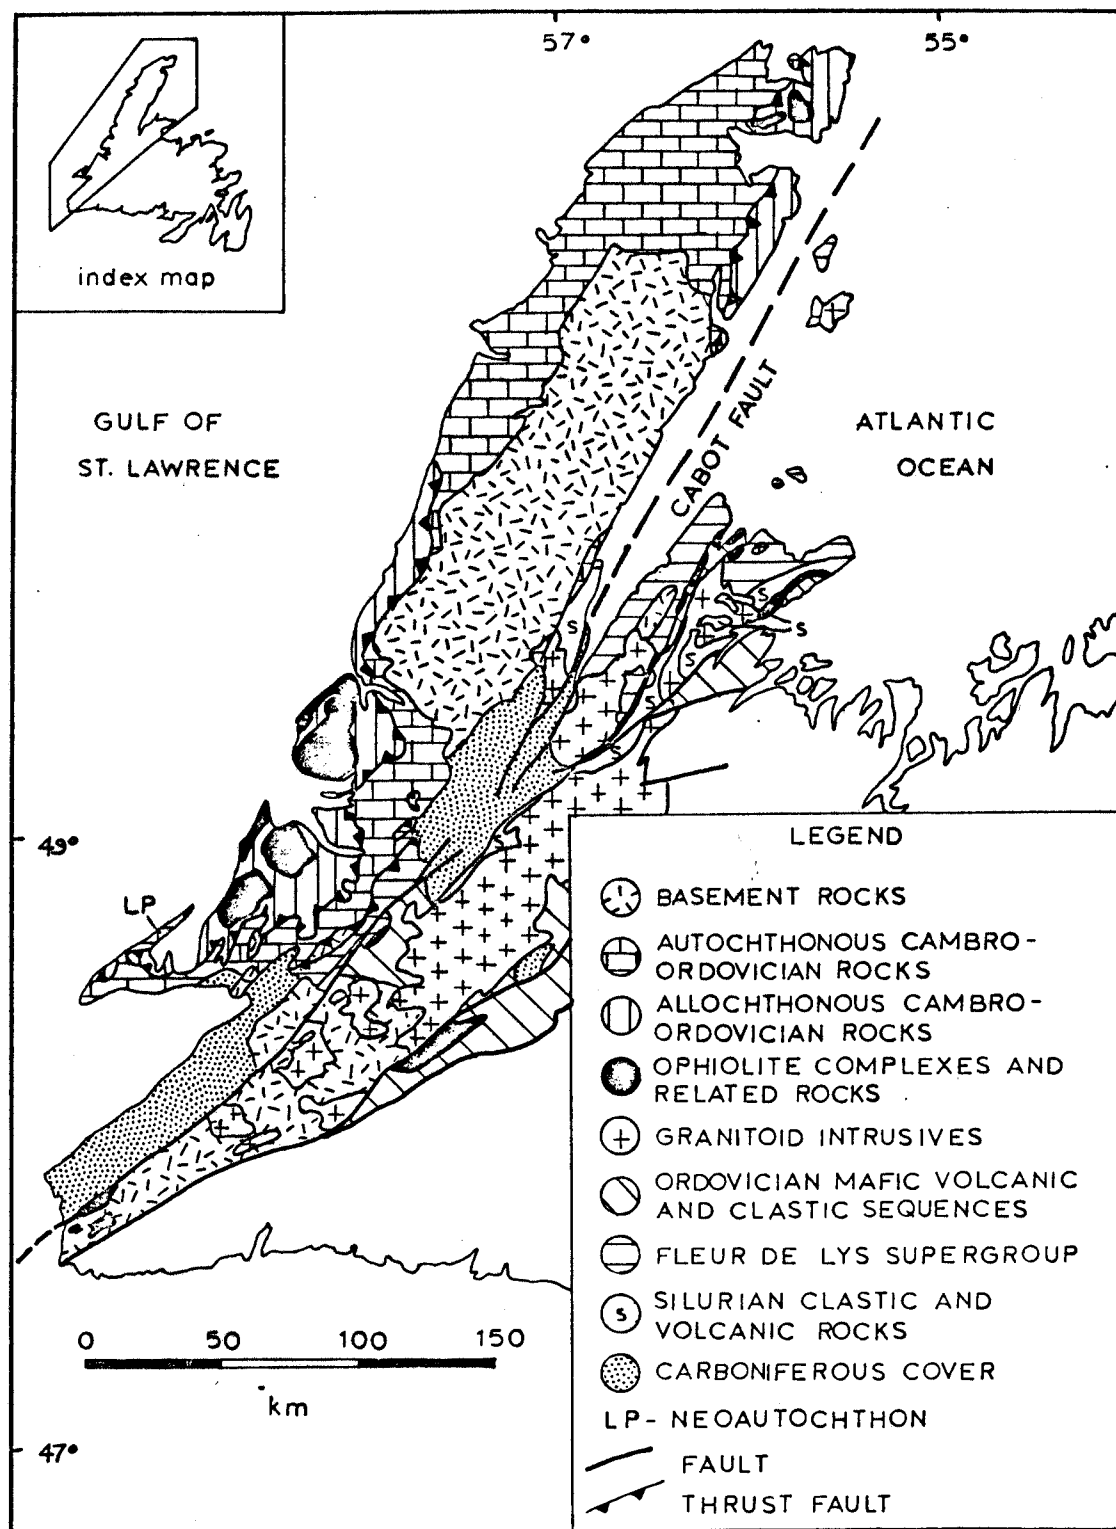 57°
55°
index map
GULF OF
ST. LAWRENCE
CABOT FAULT
ATLANTIC
OCEAN
S
S
S
S
S
S
S
49°
LP
LEGEND
BASEMENT ROCKS
AUTOCHTHONOUS CAMBRO-
ORDOVICIAN ROCKS
ALLOCHTHONOUS CAMBRO-
ORDOVICIAN ROCKS
OPHIOLITE COMPLEXES AND
RELATED ROCKS
GRANITOID INTRUSIVES
ORDOVICIAN MAFIC VOLCANIC
AND CLASTIC SEQUENCES
FLEUR DE LYS SUPERGROUP
S SILURIAN CLASTIC AND
VOLCANIC ROCKS
CARBONIFEROUS COVER
LP- NEOAUTOCHTHON
FAULT
THRUST FAULT
0 50 100 150
km
47°